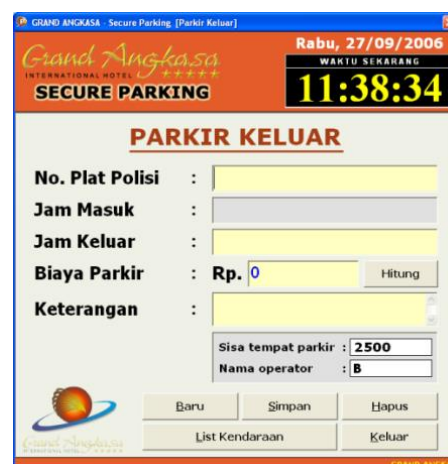 GRAND ANGKASA - Secure Parking [Parkir Keluar]
Grand Angkasa
INTERNATIONAL HOTEL ★★★★★
SECURE PARKING
Rabu, 27/09/2006
WAKTU SEKARANG
11:38:34
PARKIR KELUAR
No. Plat Polisi :
Jam Masuk :
Jam Keluar :
Biaya Parkir : Rp. 0 Hitung
Keterangan :
Sisa tempat parkir : 2500
Nama operator : B
Baru Simpan Hapus
List Kendaraan Keluar
Grand Angkasa